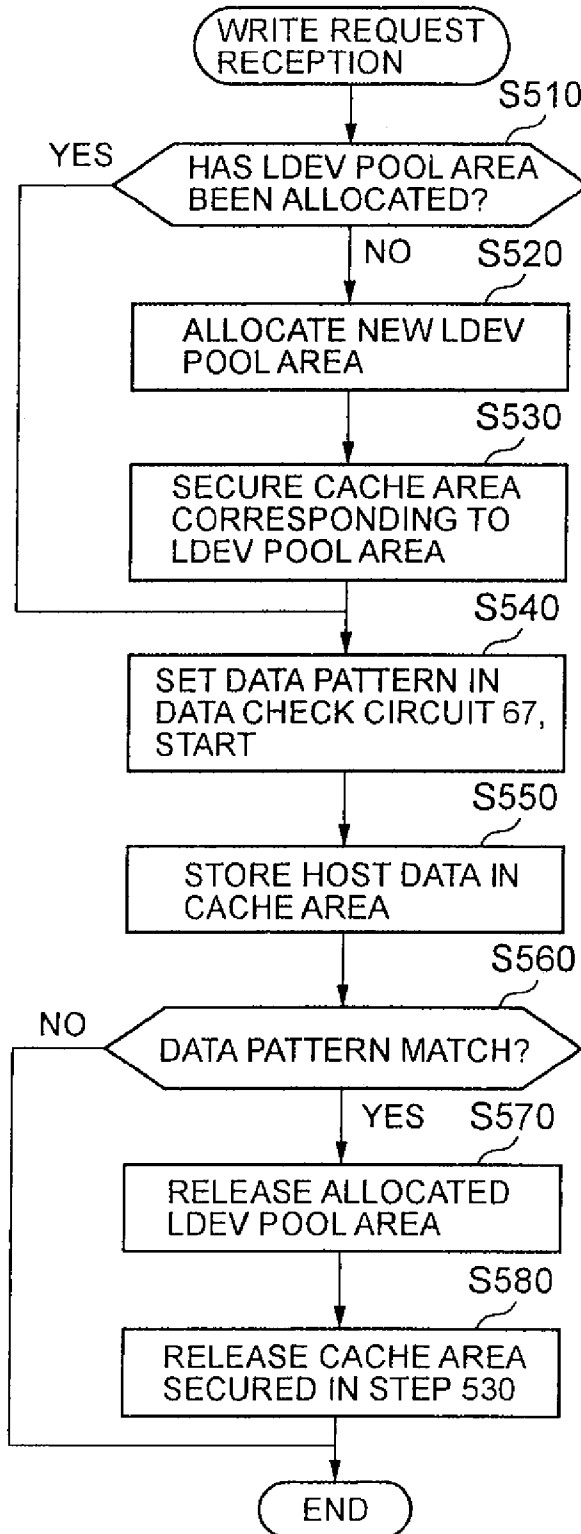 WRITE REQUEST
RECEPTION
S510
YES
HAS LDEV POOL AREA
BEEN ALLOCATED?
NO
S520
ALLOCATE NEW LDEV
POOL AREA
S530
SECURE CACHE AREA
CORRESPONDING TO
LDEV POOL AREA
S540
SET DATA PATTERN IN
DATA CHECK CIRCUIT 67,
START
S550
STORE HOST DATA IN
CACHE AREA
S560
NO
DATA PATTERN MATCH?
YES
S570
RELEASE ALLOCATED
LDEV POOL AREA
S580
RELEASE CACHE AREA
SECURED IN STEP 530
END